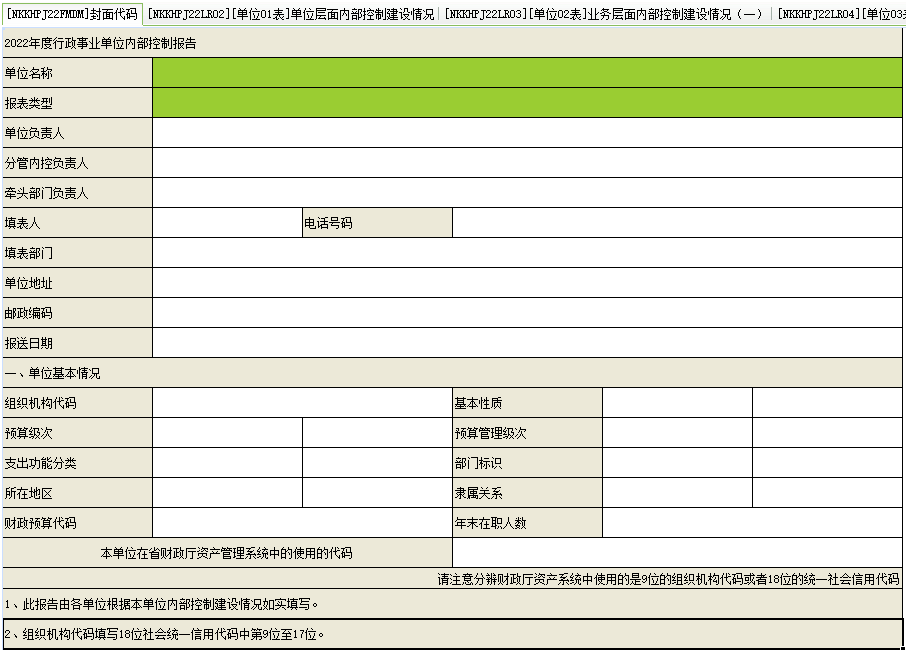 [NKKHPJ22FMDM]封面代码 [NKKHPJ22LR02][单位01表]单位层面内部控制建设情况 [NKKHPJ22LR03][单位02表]业务层面内部控制建设情况（一） [NKKHPJ22LR04][单位03
2022年度行政事业单位内部控制报告
单位名称
报表类型
单位负责人
分管内控负责人
牵头部门负责人
填表人 电话号码
填表部门
单位地址
邮政编码
报送日期
一、单位基本情况
组织机构代码 基本性质
预算级次 预算管理级次
支出功能分类 部门标识
所在地区 隶属关系
财政预算代码 年末在职人数
本单位在省财政厅资产管理系统中的使用的代码
请注意分辨财政厅资产系统中使用的是9位的组织机构代码或者18位的统一社会信用代码
1、此报告由各单位根据本单位内部控制建设情况如实填写。
2、组织机构代码填写18位社会统一信用代码中第9位至17位。